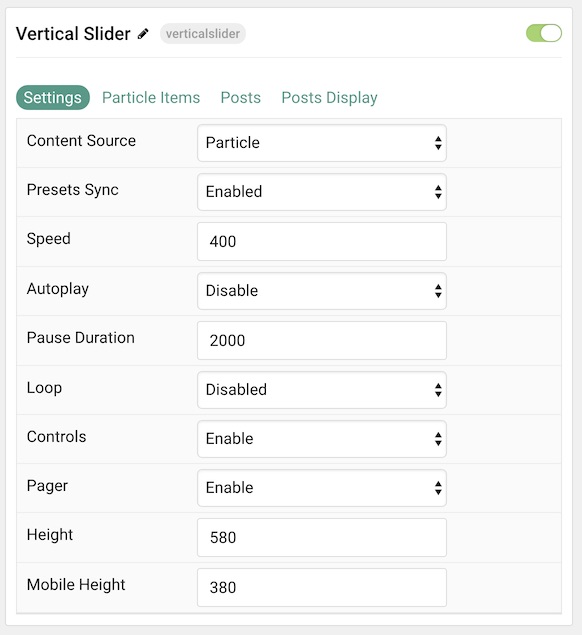 Vertical Slider verticalslider
Settings Particle Items Posts Posts Display
Content Source Particle
Presets Sync Enabled
Speed 400
Autoplay Disable
Pause Duration 2000
Loop Disabled
Controls Enable
Pager Enable
Height 580
Mobile Height 380